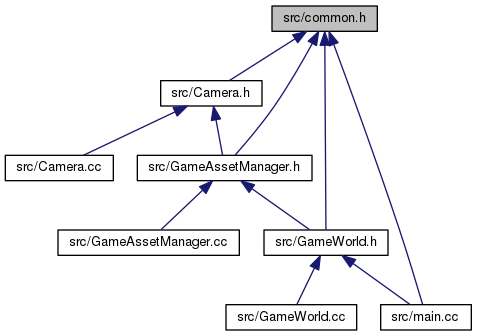 src/common.h
src/Camera.h
src/Camera.cc
src/GameAssetManager.h
src/GameAssetManager.cc
src/GameWorld.h
src/GameWorld.cc
src/main.cc